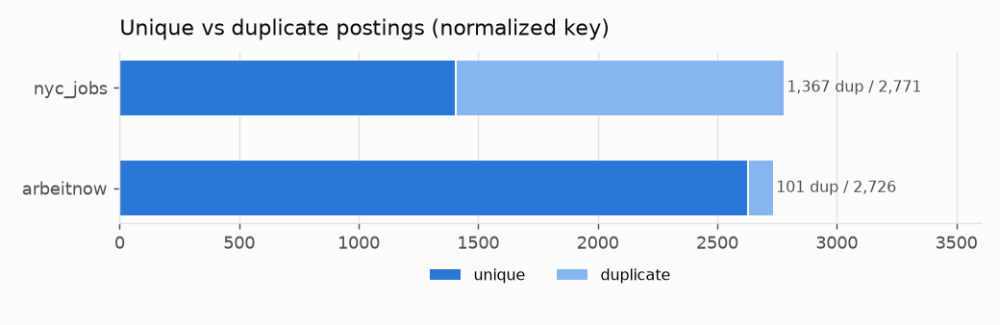 Unique vs duplicate postings (normalized key)
nyc_jobs
1,367 dup / 2,771
arbeitnow
101 dup / 2,726
0 500 1000 1500 2000 2500 3000 3500
unique duplicate